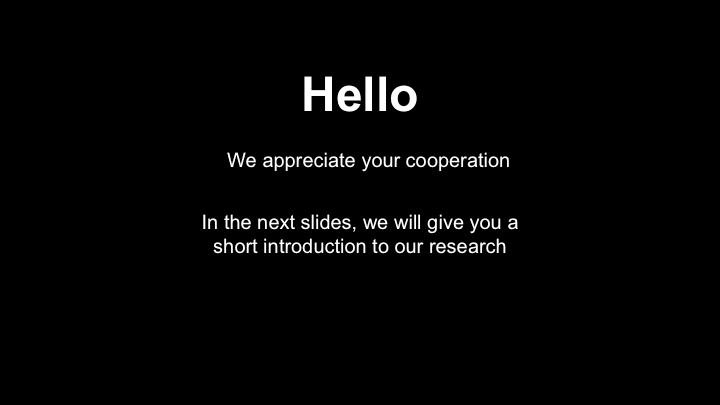 Hello
We appreciate your cooperation
In the next slides, we will give you a
short introduction to our research